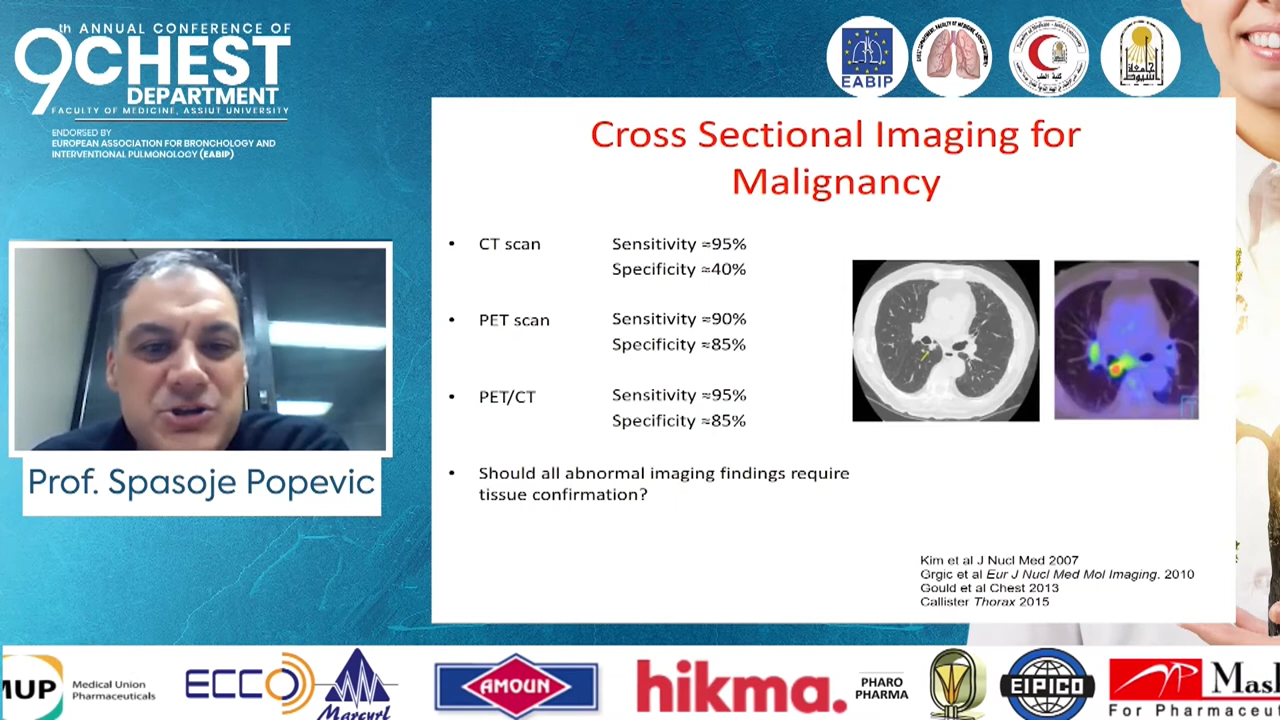 9th ANNUAL CONFERENCE OF
CHEST
DEPARTMENT
FACULTY OF MEDICINE, ASSIUT UNIVERSITY
ENDORSED BY
EUROPEAN ASSOCIATION FOR BRONCHOLOGY AND
INTERVENTIONAL PULMONOLOGY (EABIP)
EABIP
Prof. Spasoje Popevic
Cross Sectional Imaging for
Malignancy
• CT scan Sensitivity ≈95%
Specificity ≈40%
• PET scan Sensitivity ≈90%
Specificity ≈85%
• PET/CT Sensitivity ≈95%
Specificity ≈85%
• Should all abnormal imaging findings require
tissue confirmation?
Kim et al J Nucl Med 2007
Grgic et al Eur J Nucl Med Mol Imaging. 2010
Gould et al Chest 2013
Callister Thorax 2015
MUP
Medical Union
Pharmaceuticals
ECCO
Marcyrl
AMOUN
hikma.
PHARO
PHARMA
EIPICO
Mash
For Pharmaceu